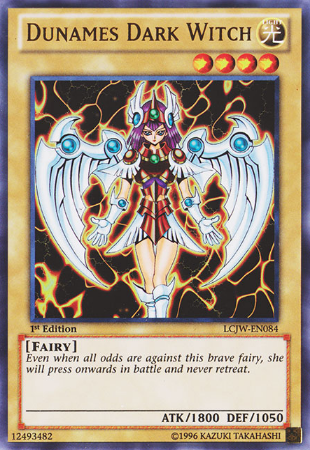 DUNAMES DARK WITCH
LIGHT
光
1st Edition
LCJW-EN084
[FAIRY]
Even when all odds are against this brave fairy, she
will press onwards in battle and never retreat.
ATK/1800 DEF/1050
12493482
©1996 KAZUKI TAKAHASHI